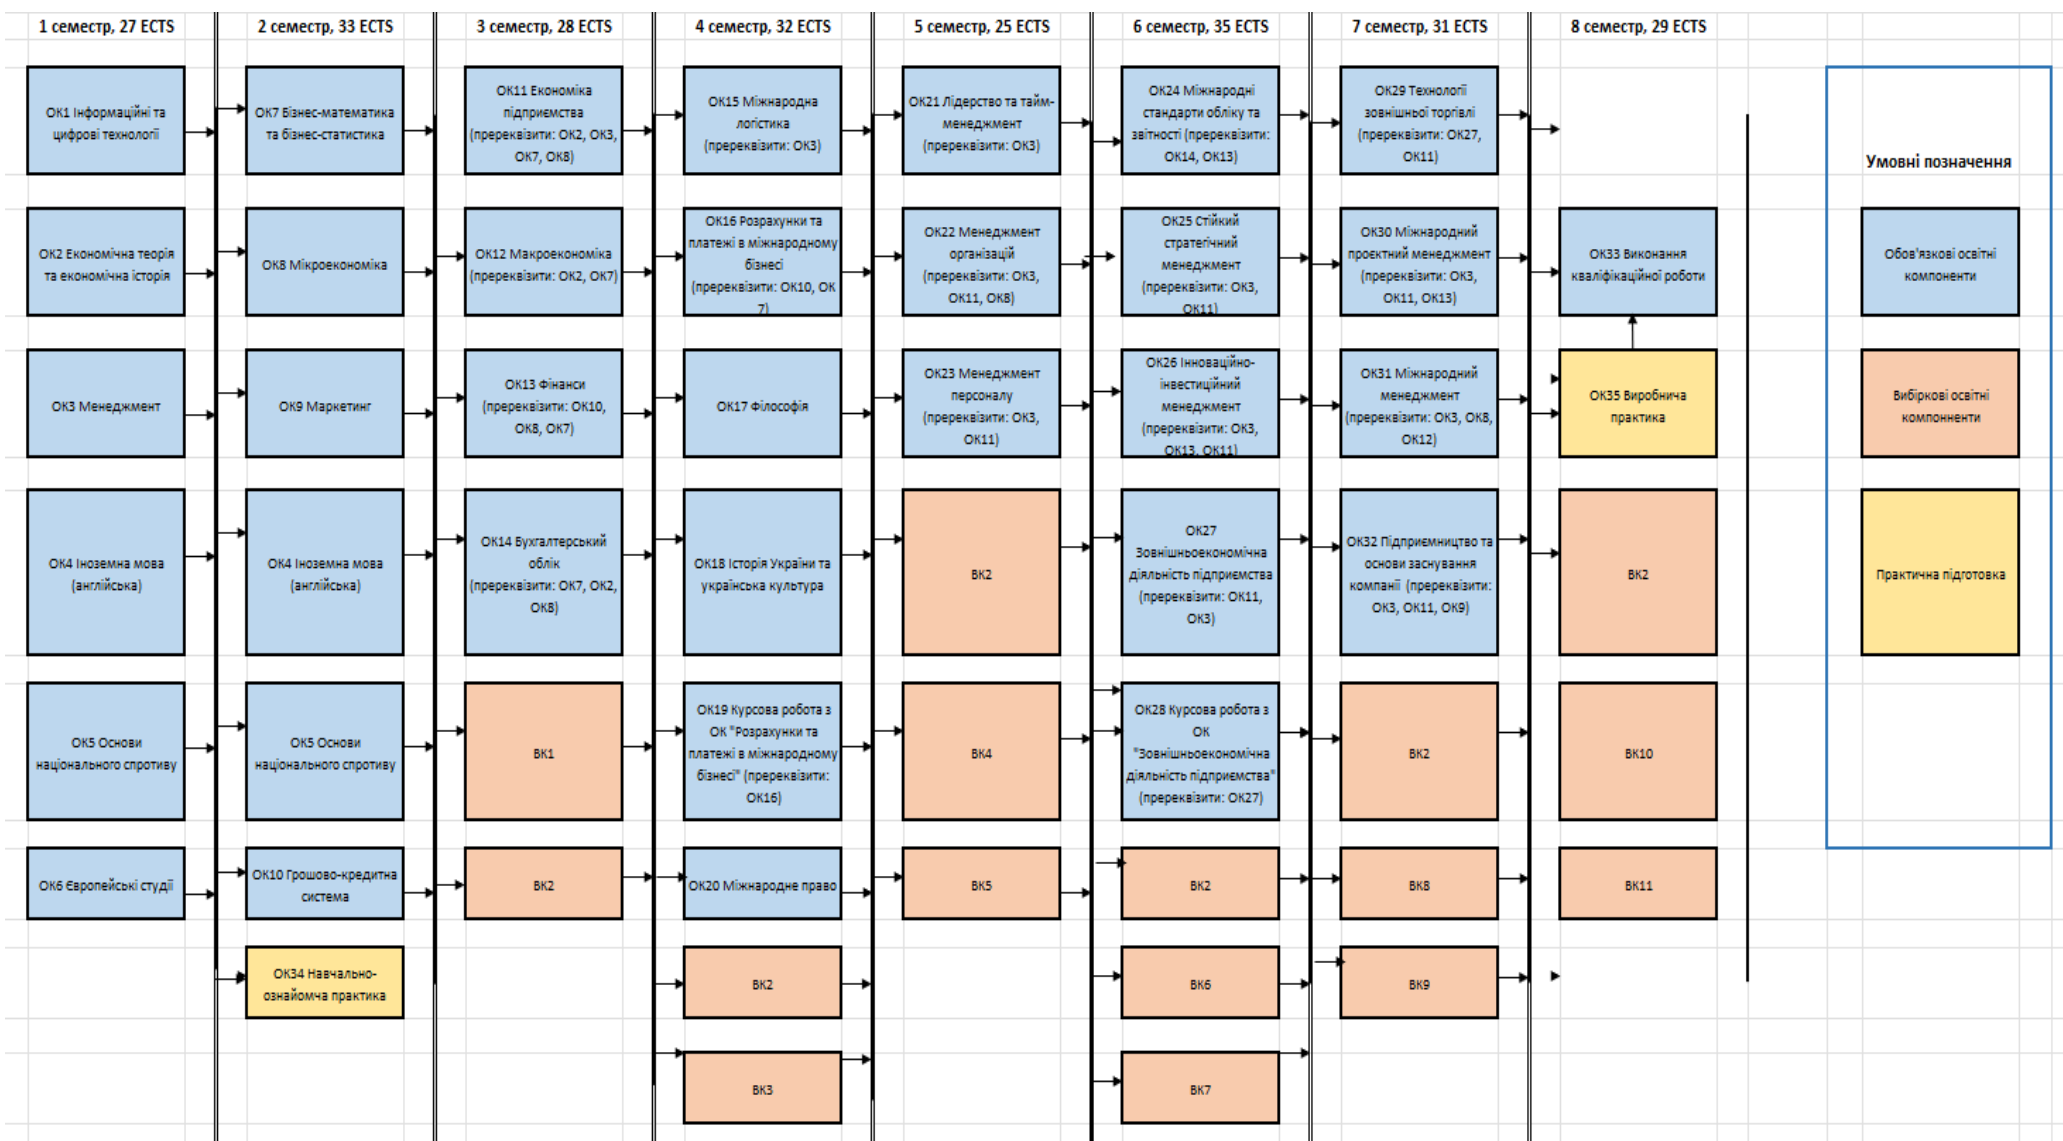 1 семестр, 27 ECTS
2 семестр, 33 ECTS
3 семестр, 28 ECTS
4 семестр, 32 ECTS
5 семестр, 25 ECTS
6 семестр, 35 ECTS
7 семестр, 31 ECTS
8 семестр, 29 ECTS
ОК1 Інформаційні та
цифрові технології
ОК7 Бізнес-математика
та бізнес-статистика
ОК11 Економіка
підприємства
(пререквізити: ОК2, ОК3,
ОК7, ОК8)
ОК15 Міжнародна
логістика
(пререквізити: ОК3)
ОК21 Лідерство та тайм-
менеджмент
(пререквізити: ОК3)
ОК24 Міжнародні
стандарти обліку та
звітності (пререквізити:
ОК14, ОК13)
ОК29 Технології
зовнішньої торгівлі
(пререквізити: ОК27,
ОК11)
Умовні позначення
ОК2 Економічна теорія
та економічна історія
ОК8 Мікроекономіка
ОК12 Макроекономіка
(пререквізити: ОК2, ОК7)
ОК16 Розрахунки та
платежі в міжнародному
бізнесі
(пререквізити: ОК10, ОК
7)
ОК22 Менеджмент
організацій
(пререквізити: ОК3,
ОК11, ОК8)
ОК25 Стійкий
стратегічний
менеджмент
(пререквізити: ОК3,
ОК11)
ОК30 Міжнародний
проєктний менеджмент
(пререквізити: ОК3,
ОК11, ОК13)
ОК33 Виконання
кваліфікаційної роботи
Обов'язкові освітні
компоненти
ОК3 Менеджмент
ОК9 Маркетинг
ОК13 Фінанси
(пререквізити: ОК10,
ОК8, ОК7)
ОК17 Філософія
ОК23 Менеджмент
персоналу
(пререквізити: ОК3,
ОК11)
ОК26 Інноваційно-
інвестиційний
менеджмент
(пререквізити: ОК3,
ОК13, ОК11)
ОК31 Міжнародний
менеджмент
(пререквізити: ОК3, ОК8,
ОК12)
ОК35 Виробнича
практика
Вибіркові освітні
компонненти
ОК4 Іноземна мова
(англійська)
ОК4 Іноземна мова
(англійська)
ОК14 Бухгалтерський
облік
(пререквізити: ОК7, ОК2,
ОК8)
ОК18 Історія України та
українська культура
ВК2
ОК27
Зовнішньоекономічна
діяльність підприємства
(пререквізити: ОК11,
ОК3)
ОК32 Підприємництво та
основи заснування
компанії (пререквізити:
ОК3, ОК11, ОК9)
ВК2
Практична підготовка
ОК5 Основи
національного спротиву
ОК5 Основи
національного спротиву
ВК1
ОК19 Курсова робота з
ОК "Розрахунки та
платежі в міжнародному
бізнесі" (пререквізити:
ОК16)
ВК4
ОК28 Курсова робота з
ОК
"Зовнішньоекономічна
діяльність підприємства"
(пререквізити: ОК27)
ВК2
ВК10
ОК6 Європейські студії
ОК10 Грошово-кредитна
система
ВК2
ОК20 Міжнародне право
ВК5
ВК2
ВК8
ВК11
ОК34 Навчально-
ознайомча практика
ВК2
ВК6
ВК9
ВК3
ВК7